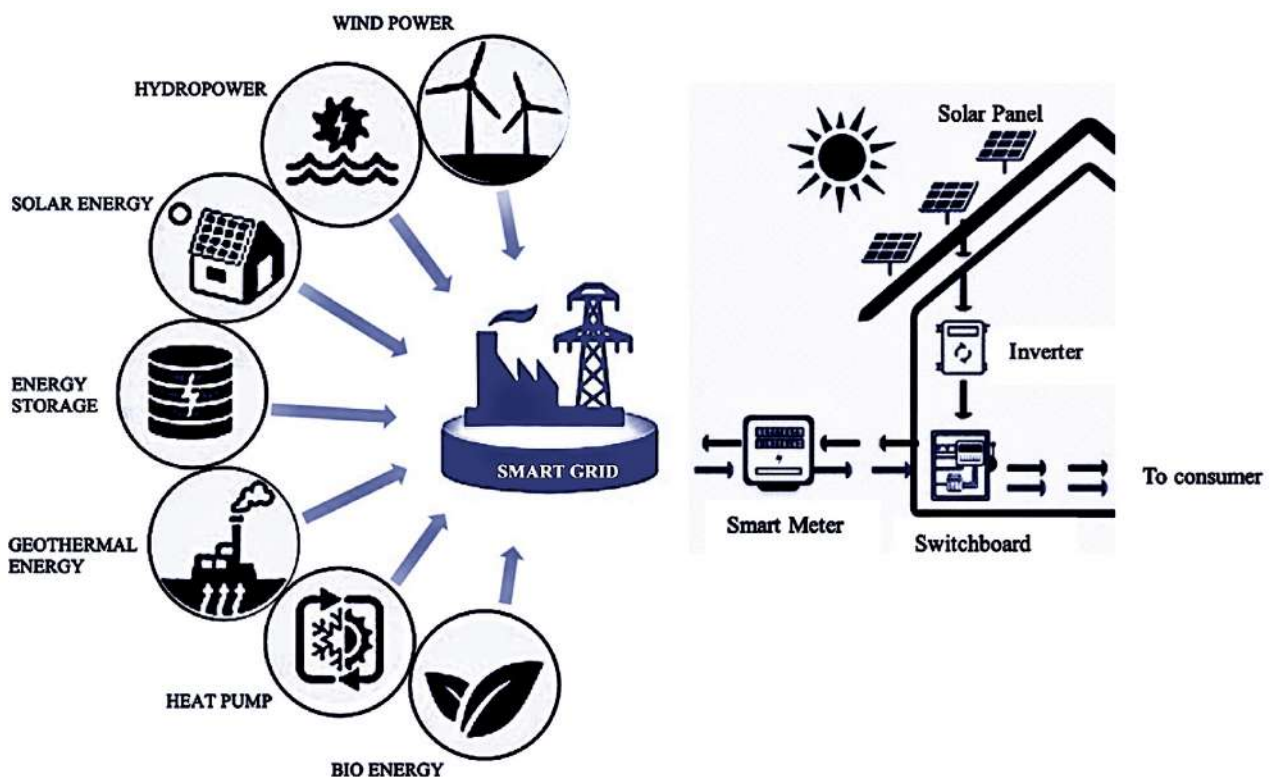 WIND POWER
HYDROPOWER
SOLAR ENERGY
ENERGY
STORAGE
GEOTHERMAL
ENERGY
HEAT PUMP
BIO ENERGY
SMART GRID
Solar Panel
Inverter
Smart Meter
Switchboard
To consumer